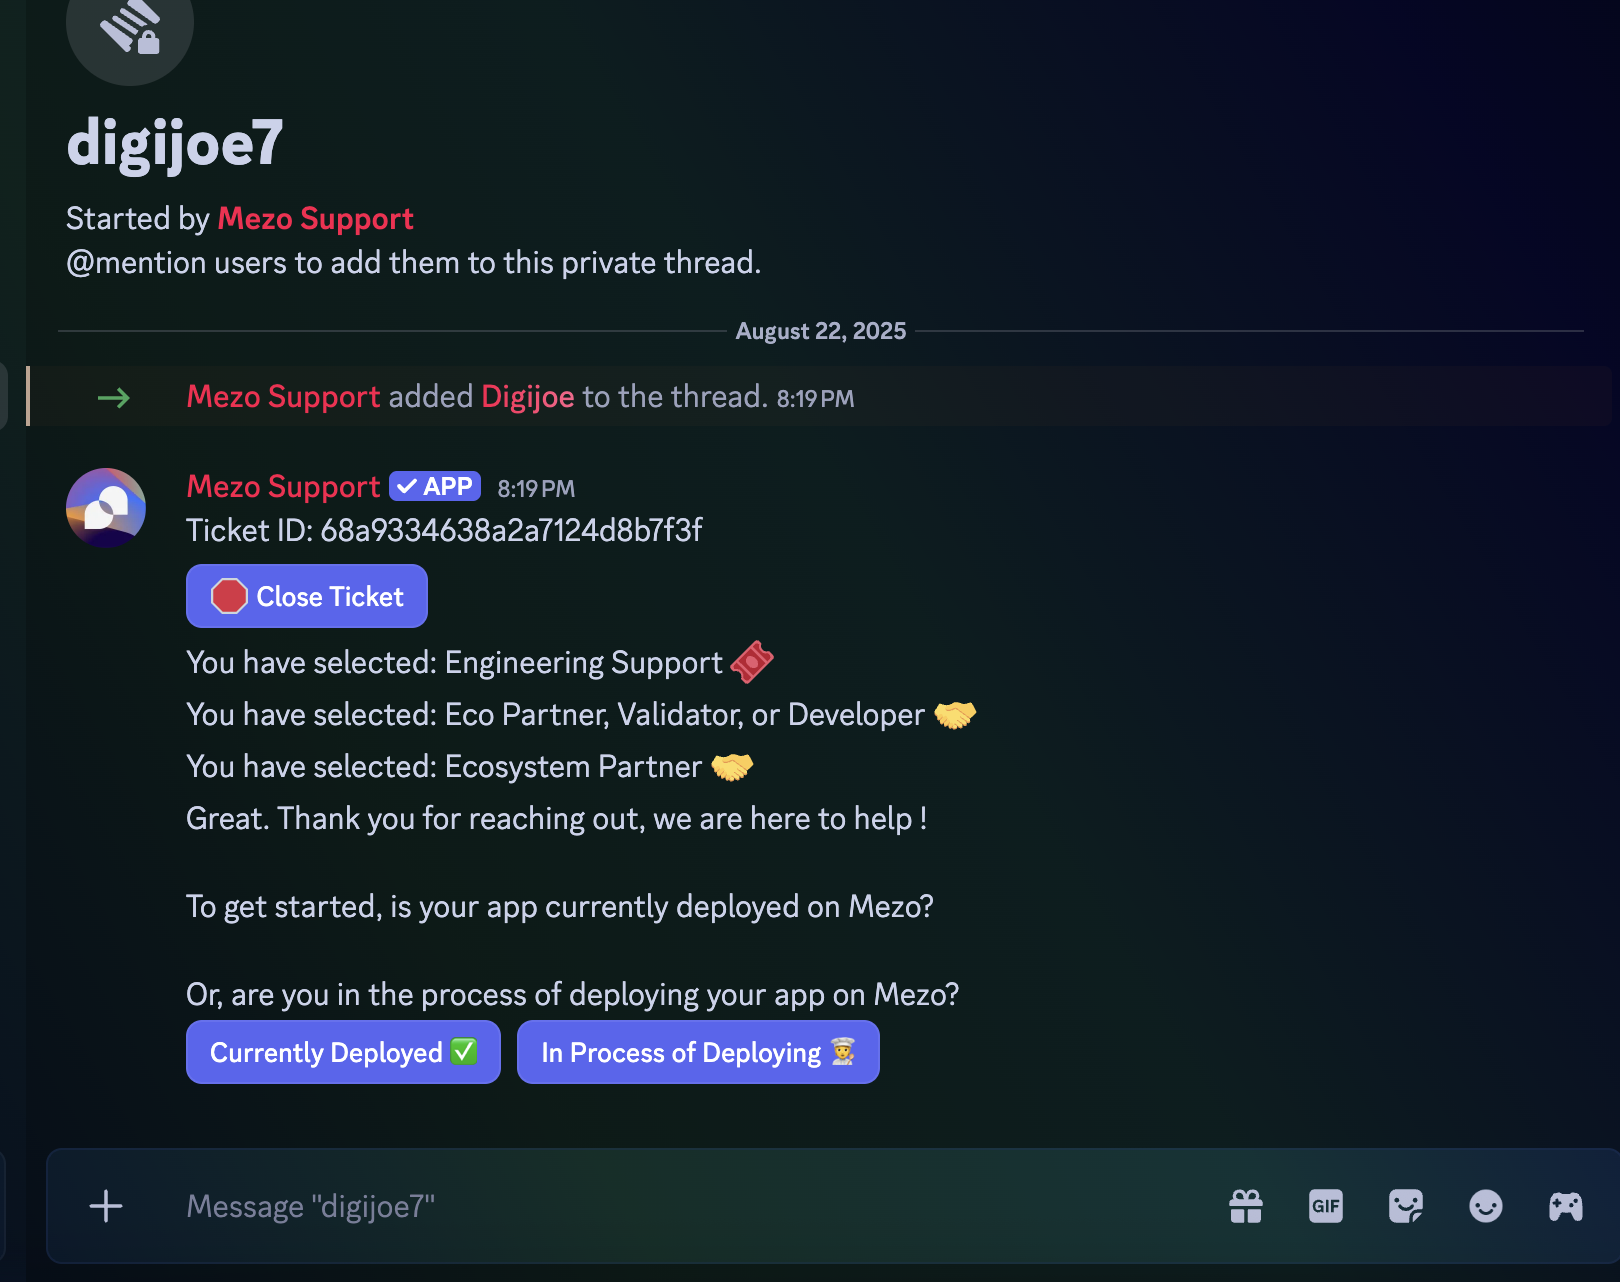 digijoe7
Started by Mezo Support
@mention users to add them to this private thread.
August 22, 2025
Mezo Support added Digijoe to the thread. 8:19 PM
Mezo Support APP 8:19 PM
Ticket ID: 68a9334638a2a7124d8b7f3f
Close Ticket
You have selected: Engineering Support
You have selected: Eco Partner, Validator, or Developer
You have selected: Ecosystem Partner
Great. Thank you for reaching out, we are here to help !
To get started, is your app currently deployed on Mezo?
Or, are you in the process of deploying your app on Mezo?
Currently Deployed In Process of Deploying
Message "digijoe7" GIF